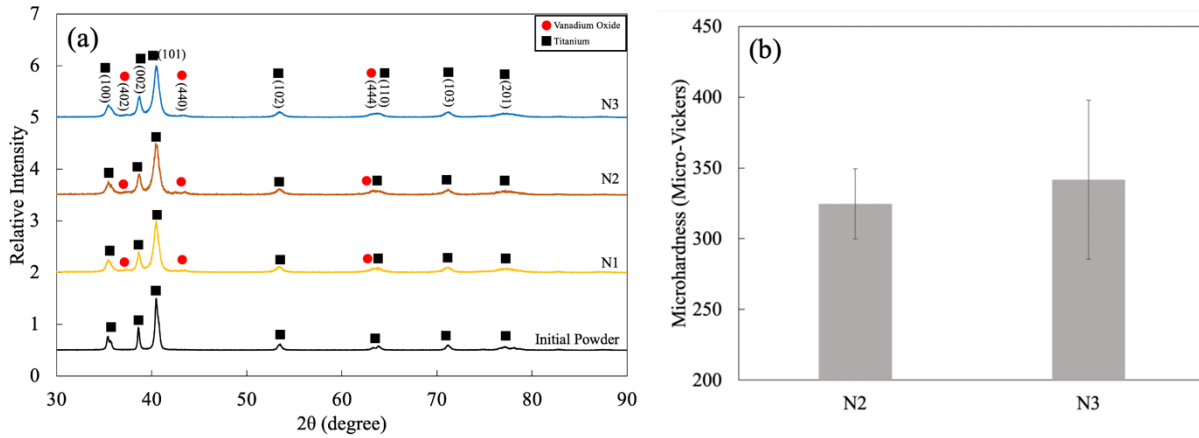 (a)
Vanadium Oxide
Titanium
7
6
5
4
3
2
1
0
Relative Intensity
(100)
(402)
(002)
(101)
(440)
(102)
(444)
(110)
(103)
(201)
N3
N2
N1
Initial Powder
30
40
50
60
70
80
90
2θ (degree)
(b)
450
400
350
300
250
200
Microhardness (Micro-Vickers)
N2
N3